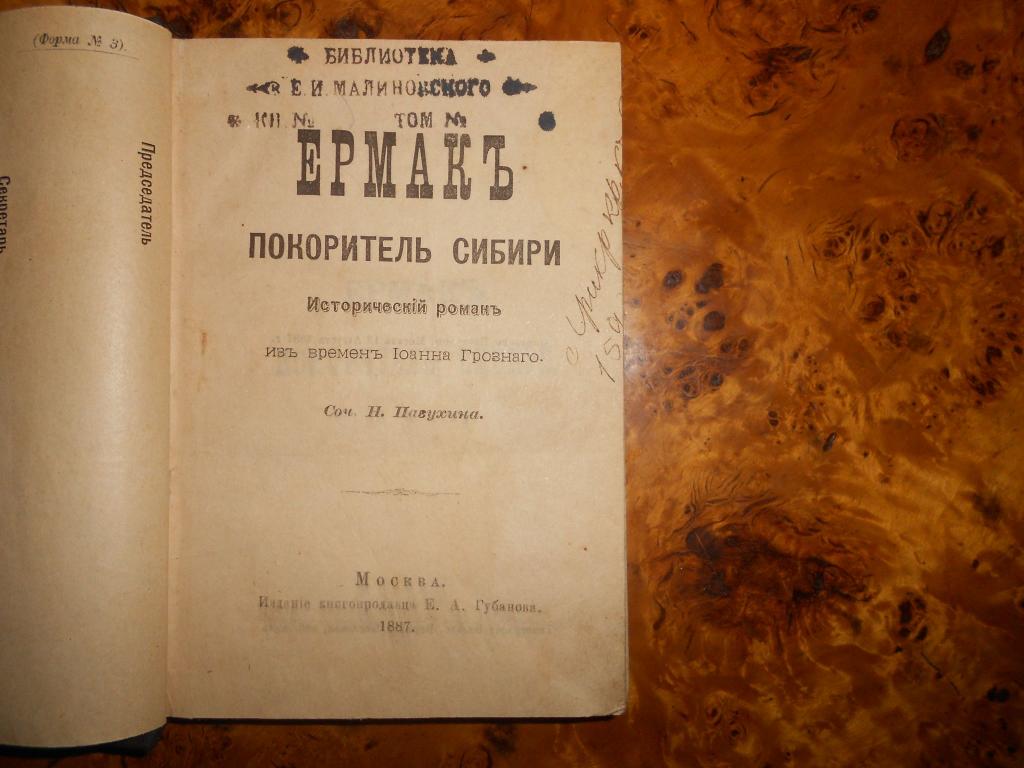 (Форма № 3).
Председатель
Секретарь
БИБЛИОТЕКА
Е. И. МАЛИНОВСКОГО
КН. № ТОМ №
ЕРМАКЪ
ПОКОРИТЕЛЬ СИБИРИ
Историческій романъ
изъ временъ Іоанна Грознаго.
Соч. Н. Пазухина.
Москва.
Изданіе книгопродавца Е. А. Губанова.
1887.